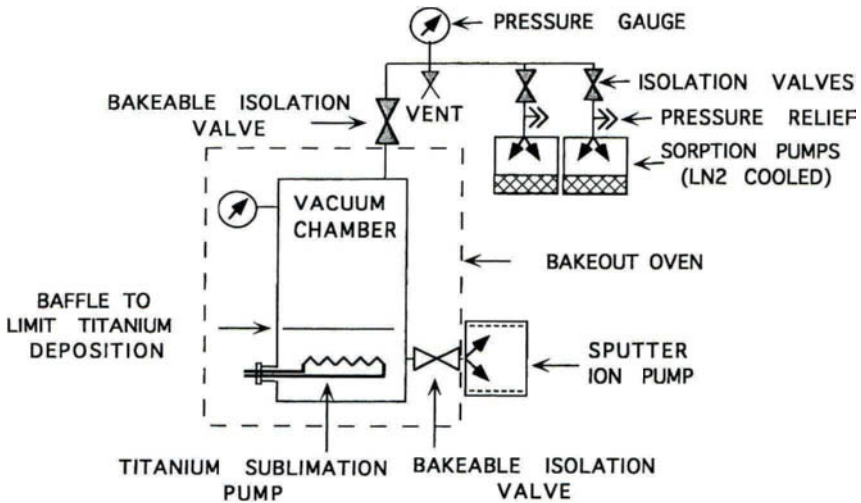 PRESSURE GAUGE
ISOLATION VALVES
BAKEABLE ISOLATION
VALVE
VENT
PRESSURE RELIEF
SORPTION PUMPS
(LN2 COOLED)
VACUUM
CHAMBER
BAKEOUT OVEN
BAFFLE TO
LIMIT TITANIUM
DEPOSITION
SPUTTER
ION PUMP
TITANIUM SUBLIMATION
PUMP
BAKEABLE ISOLATION
VALVE